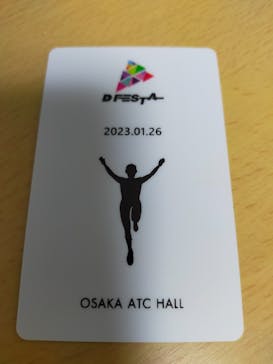 D'FESTA
2023.01.26
OSAKA ATC HALL